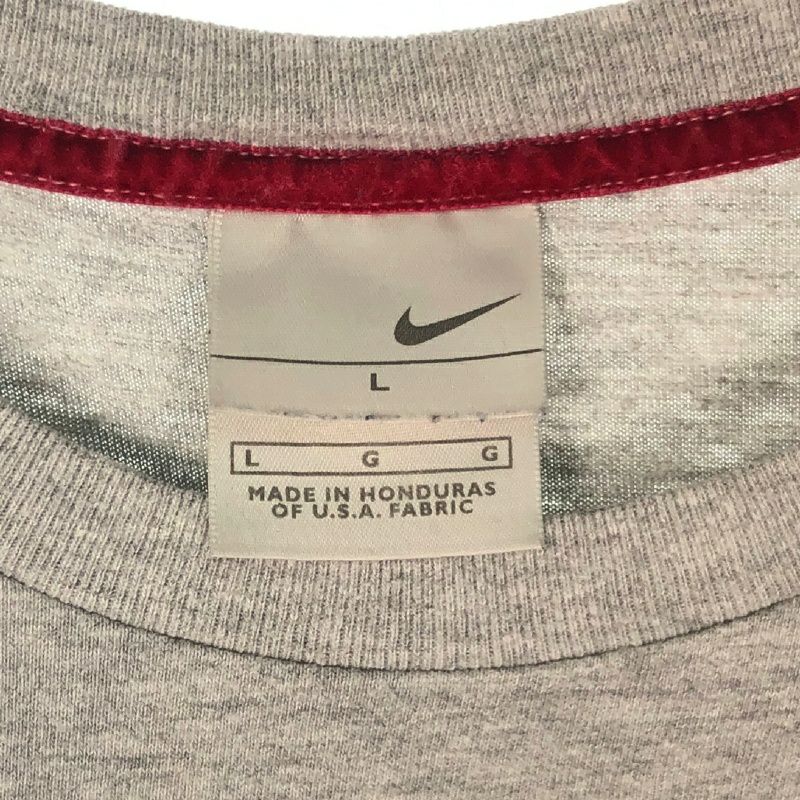 L
L G G
MADE IN HONDURAS
OF U.S.A. FABRIC